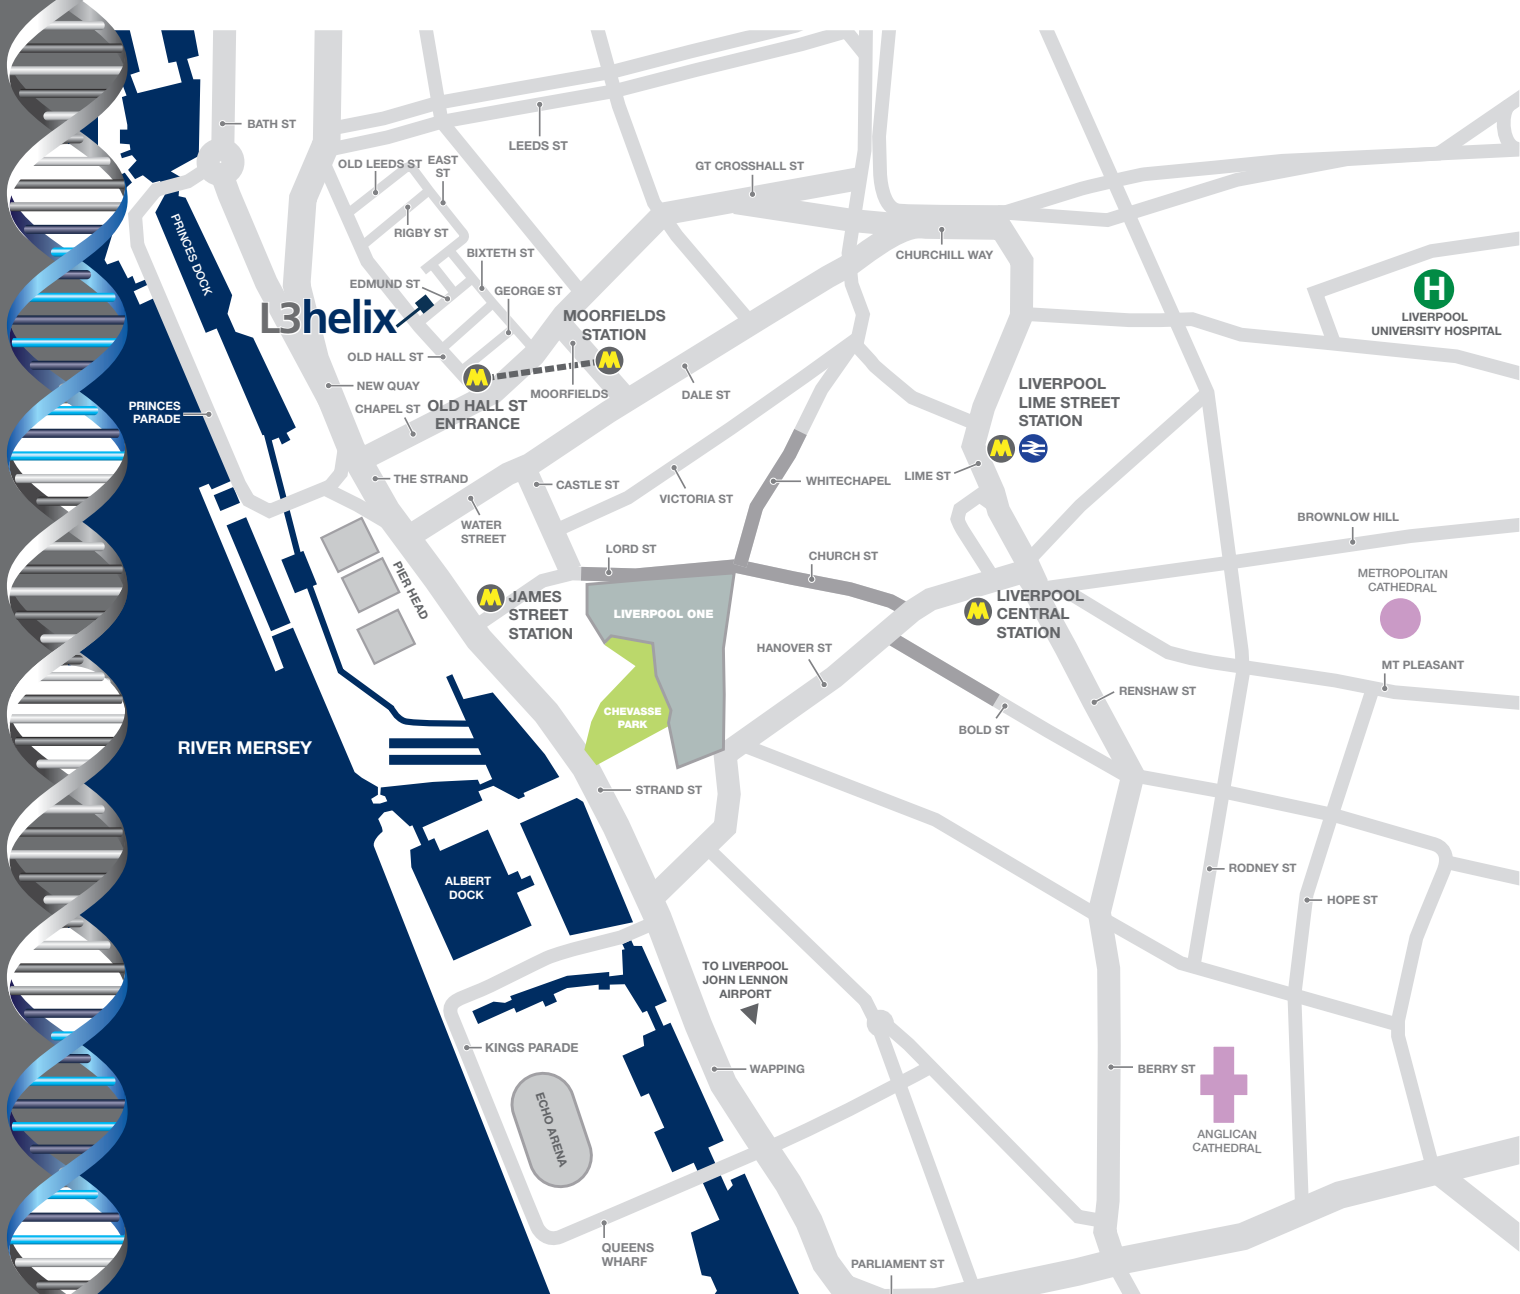 BATH ST
LEEDS ST
OLD LEEDS ST
EAST
ST
GT CROSSHALL ST
RIGBY ST
PRINCES DOCK
BIXTETH ST
CHURCHILL WAY
EDMUND ST
GEORGE ST
L3helix
MOORFIELDS
STATION
H
LIVERPOOL
UNIVERSITY HOSPITAL
OLD HALL ST
NEW QUAY
MOORFIELDS
DALE ST
LIVERPOOL
LIME STREET
STATION
PRINCES
PARADE
CHAPEL ST
OLD HALL ST
ENTRANCE
THE STRAND
CASTLE ST
VICTORIA ST
WHITECHAPEL
LIME ST
WATER
STREET
BROWNLOW HILL
LORD ST
CHURCH ST
PIER HEAD
METROPOLITAN
CATHEDRAL
JAMES
STREET
STATION
LIVERPOOL ONE
LIVERPOOL
CENTRAL
STATION
HANOVER ST
MT PLEASANT
RENSHAW ST
CHEVASSE
PARK
BOLD ST
RIVER MERSEY
STRAND ST
RODNEY ST
ALBERT
DOCK
HOPE ST
TO LIVERPOOL
JOHN LENNON
AIRPORT
KINGS PARADE
WAPPING
BERRY ST
ECHO ARENA
ANGLICAN
CATHEDRAL
QUEENS
WHARF
PARLIAMENT ST